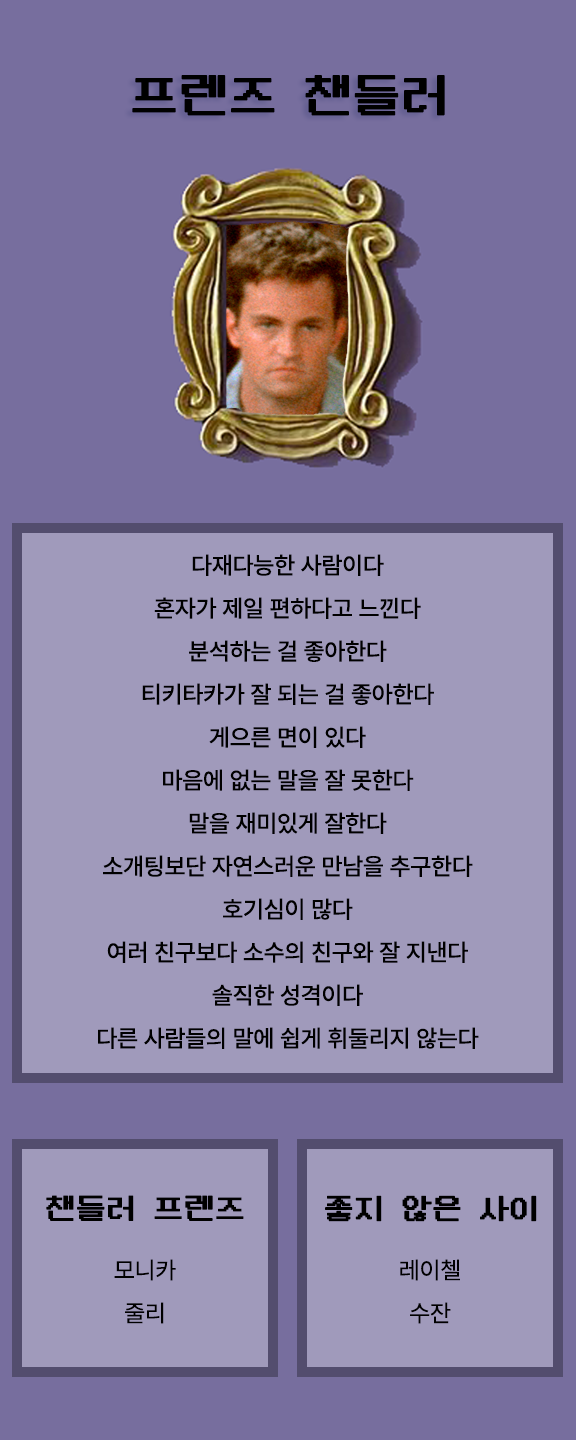 프렌즈 챈들러
다재다능한 사람이다
혼자가 제일 편하다고 느낀다
분석하는 걸 좋아한다
티키타카가 잘 되는 걸 좋아한다
게으른 면이 있다
마음에 없는 말을 잘 못한다
말을 재미있게 잘한다
소개팅보단 자연스러운 만남을 추구한다
호기심이 많다
여러 친구보다 소수의 친구와 잘 지낸다
솔직한 성격이다
다른 사람들의 말에 쉽게 휘둘리지 않는다
챈들러 프렌즈
모니카
줄리
좋지 않은 사이
레이첼
수잔